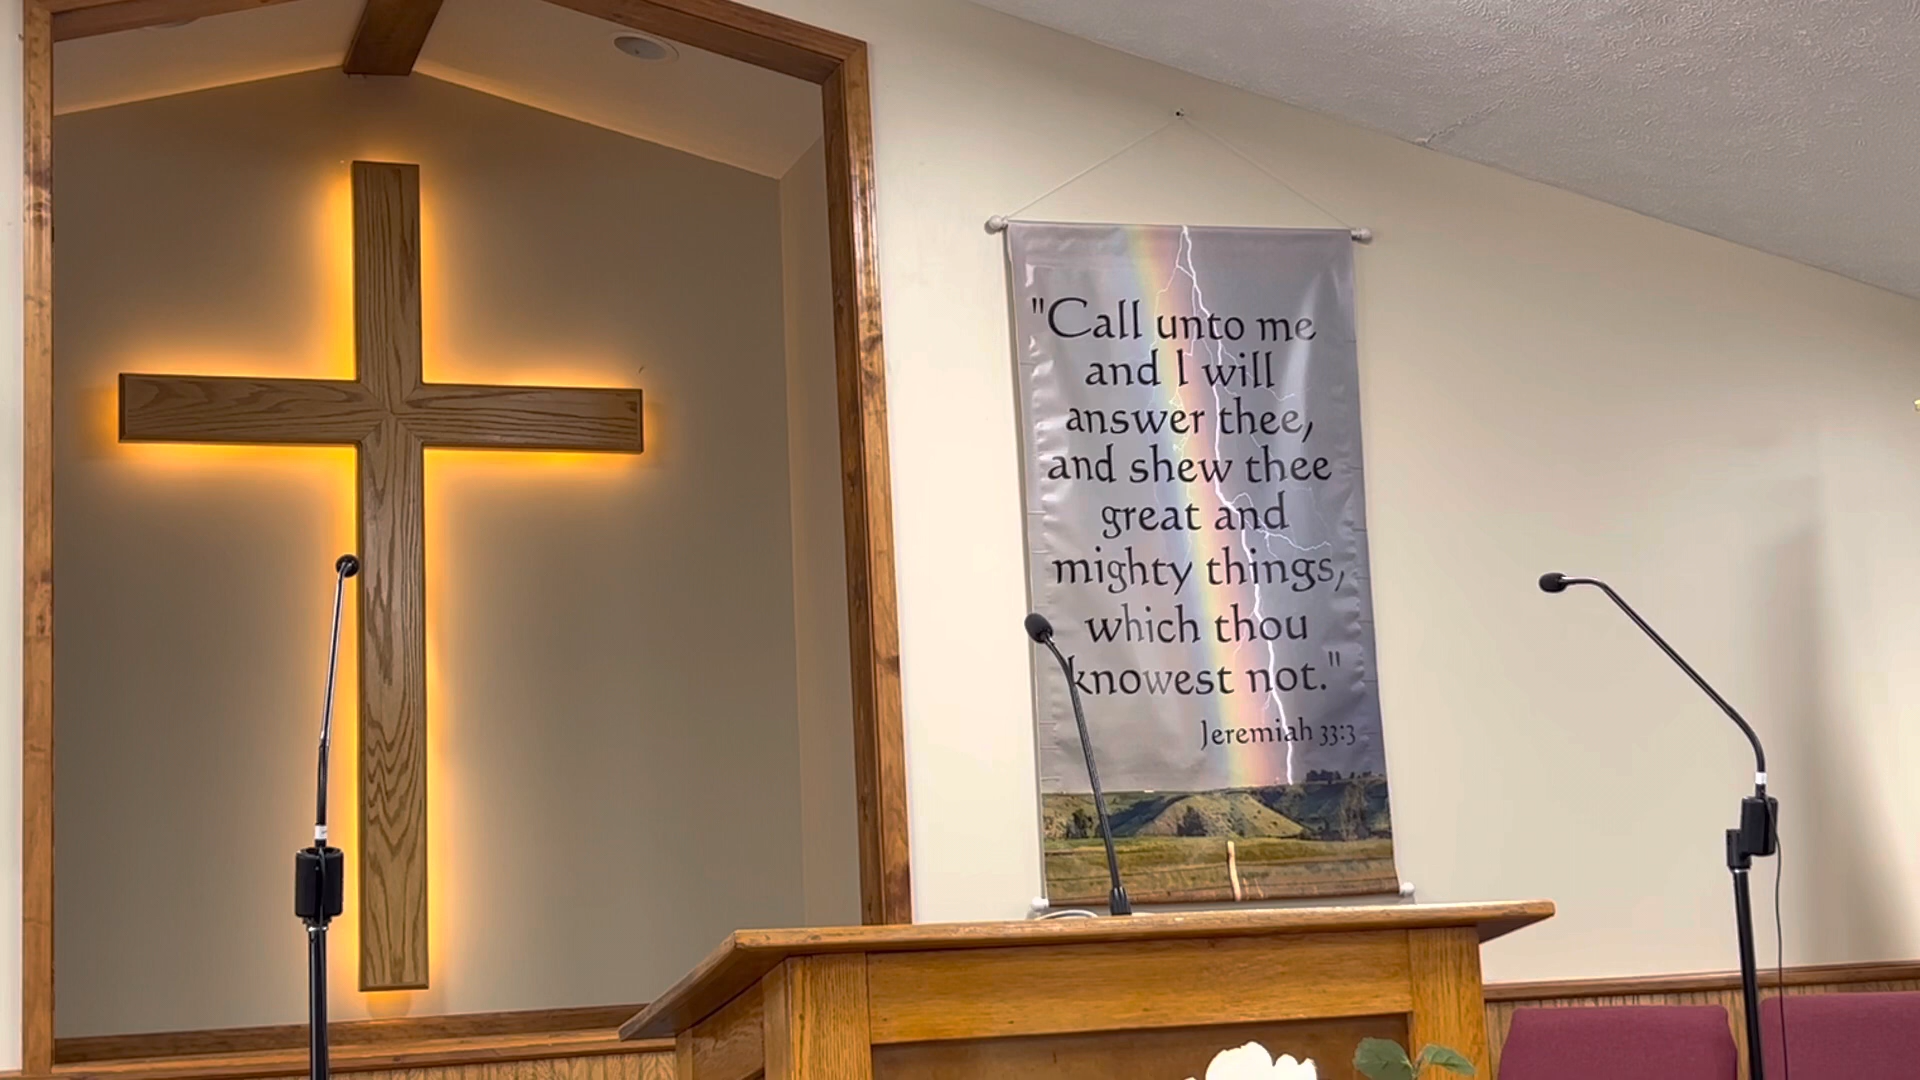 "Call unto me
and I will
answer thee,
and shew thee
great and
mighty things,
which thou
knowest not."
Jeremiah 33:3